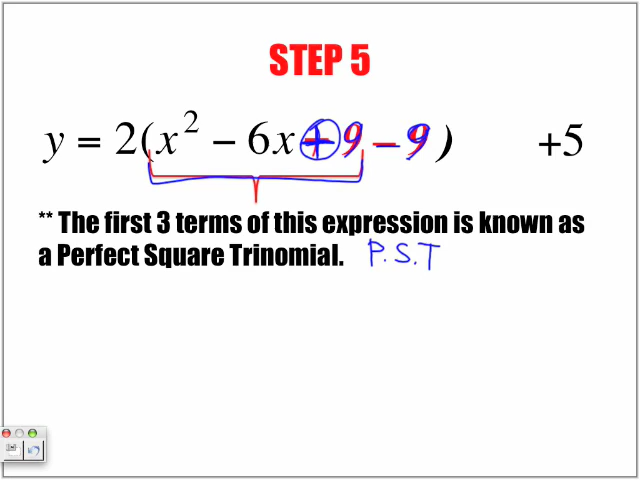 STEP 5
y = 2(x² − 6x + 9 − 9) +5
** The first 3 terms of this expression is known as
a Perfect Square Trinomial. P.S.T